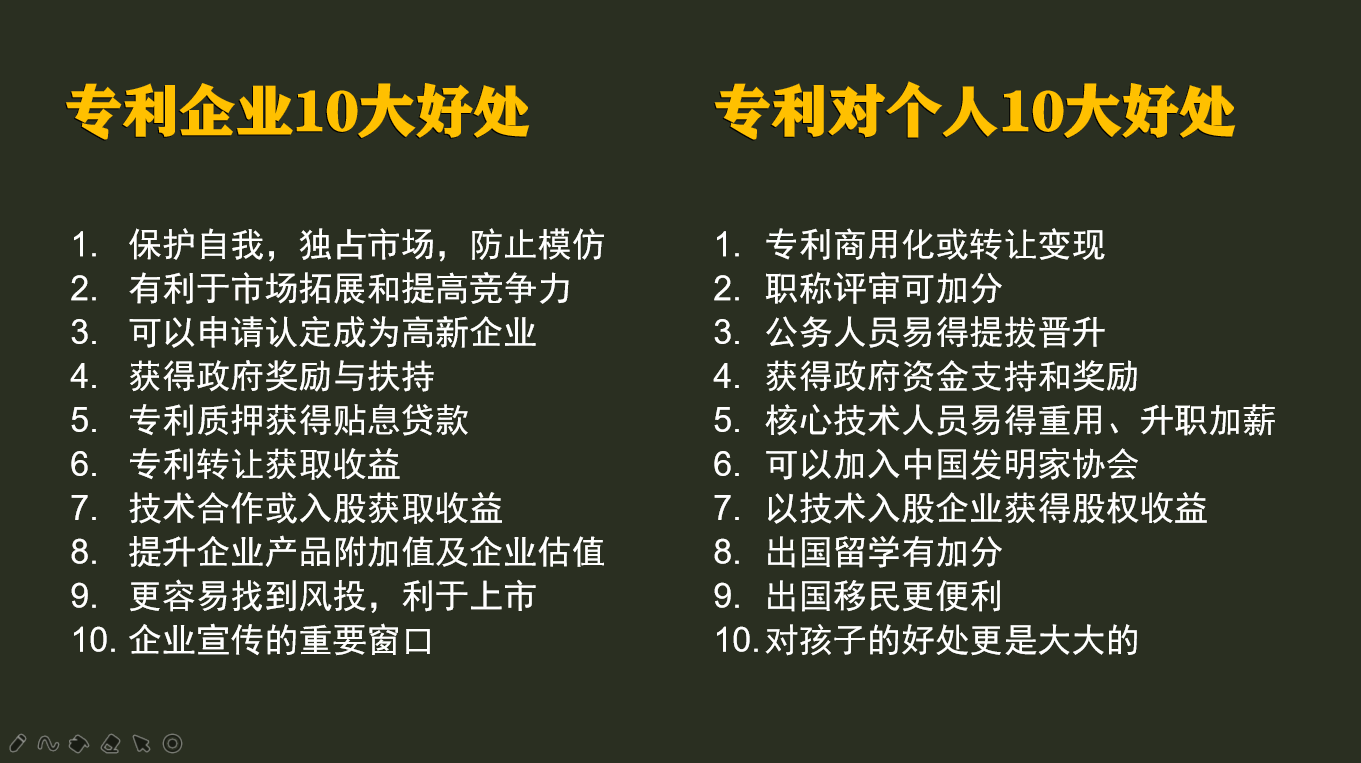 专利企业10大好处
1. 保护自我，独占市场，防止模仿
2. 有利于市场拓展和提高竞争力
3. 可以申请认定成为高新企业
4. 获得政府奖励与扶持
5. 专利质押获得贴息贷款
6. 专利转让获取收益
7. 技术合作或入股获取收益
8. 提升企业产品附加值及企业估值
9. 更容易找到风投，利于上市
10. 企业宣传的重要窗口
专利对个人10大好处
1. 专利商用化或转让变现
2. 职称评审可加分
3. 公务人员易得提拔晋升
4. 获得政府资金支持和奖励
5. 核心技术人员易得重用、升职加薪
6. 可以加入中国发明家协会
7. 以技术入股企业获得股权收益
8. 出国留学有加分
9. 出国移民更便利
10. 对孩子的好处更是大大的